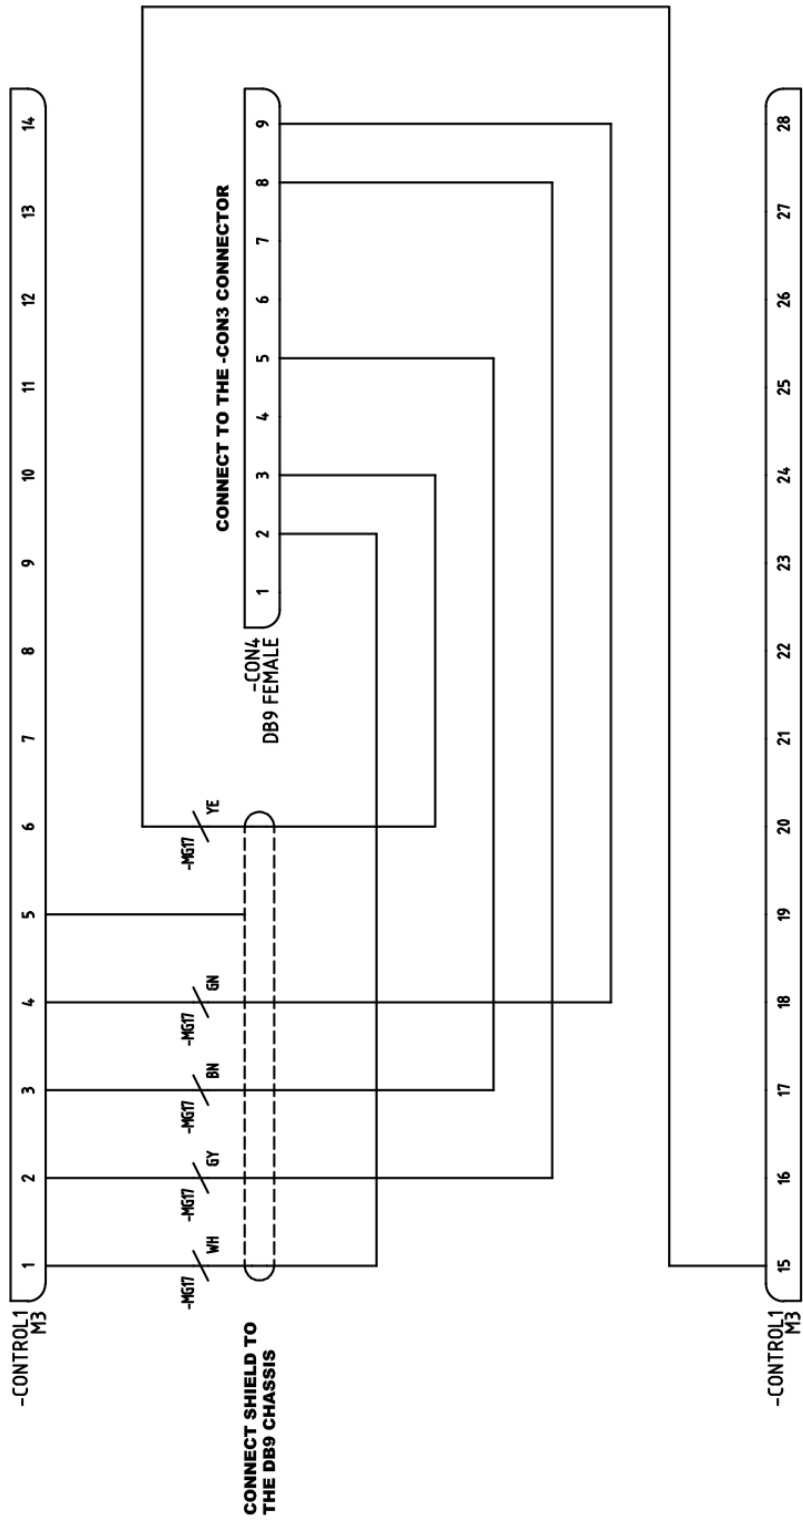 -CONTROL1
M3
1
2
3
4
5
6
7
8
9
10
11
12
13
14
-MG17
WH
-MG17
GY
-MG17
BN
-MG17
GN
-MG17
YE
CONNECT SHIELD TO
THE DB9 CHASSIS
CONNECT TO THE -CON3 CONNECTOR
-CON4
DB9 FEMALE
1
2
3
4
5
6
7
8
9
-CONTROL1
M3
15
16
17
18
19
20
21
22
23
24
25
26
27
28